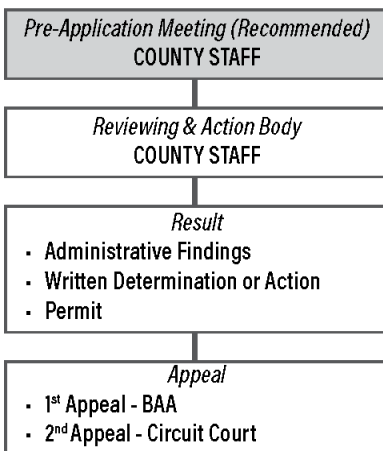 Pre-Application Meeting (Recommended)
COUNTY STAFF
Reviewing & Action Body
COUNTY STAFF
Result
· Administrative Findings
· Written Determination or Action
· Permit
Appeal
· 1st Appeal - BAA
· 2nd Appeal - Circuit Court